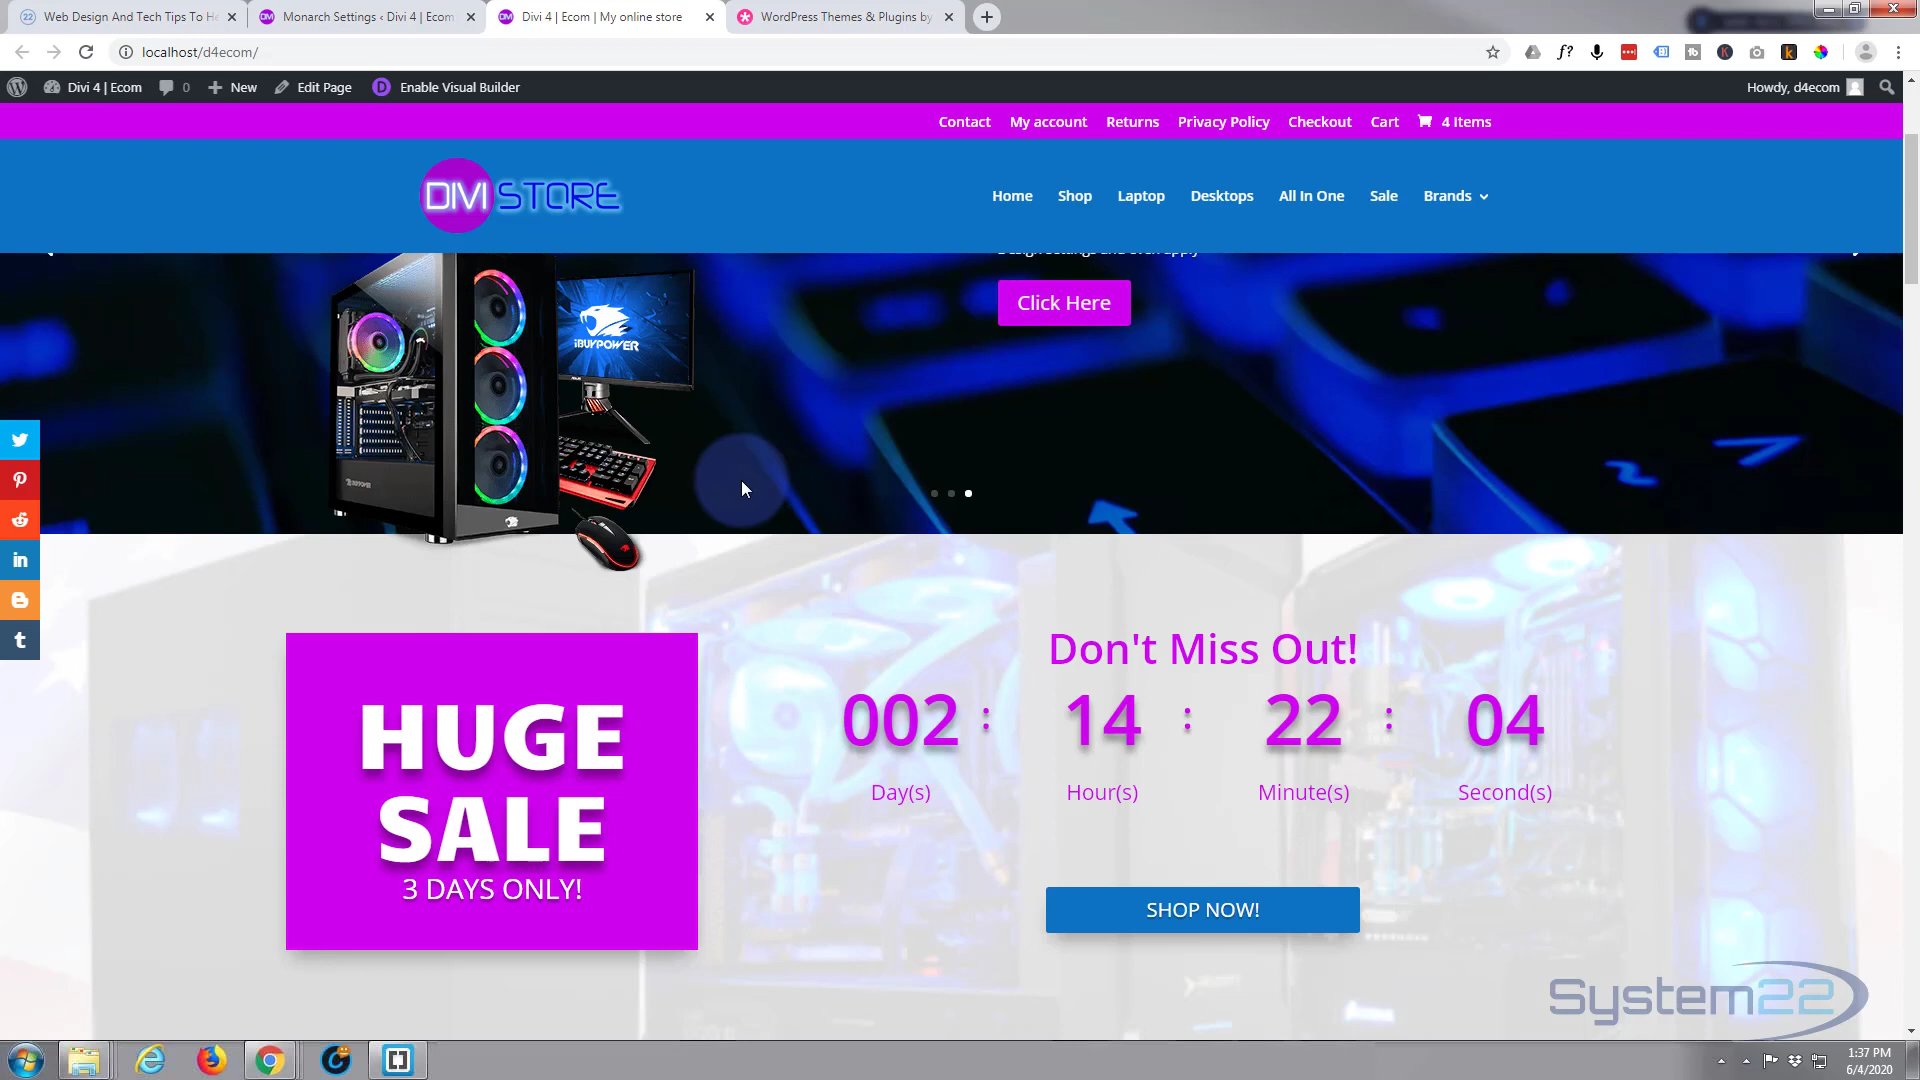 Web Design And Tech Tips To He
Monarch Settings ‹ Divi 4 | Ecom
Divi 4 | Ecom | My online store
WordPress Themes & Plugins by
localhost/d4ecom/
Divi 4 | Ecom
0
New
Edit Page
Enable Visual Builder
Howdy, d4ecom
Contact
My account
Returns
Privacy Policy
Checkout
Cart
4 Items
DIVI STORE
Home
Shop
Laptop
Desktops
All In One
Sale
Brands
Click Here
iBUYPOWER
HUGE
SALE
3 DAYS ONLY!
Don't Miss Out!
002 : 14 : 22 : 04
Day(s) Hour(s) Minute(s) Second(s)
SHOP NOW!
System22
1:37 PM
6/4/2020